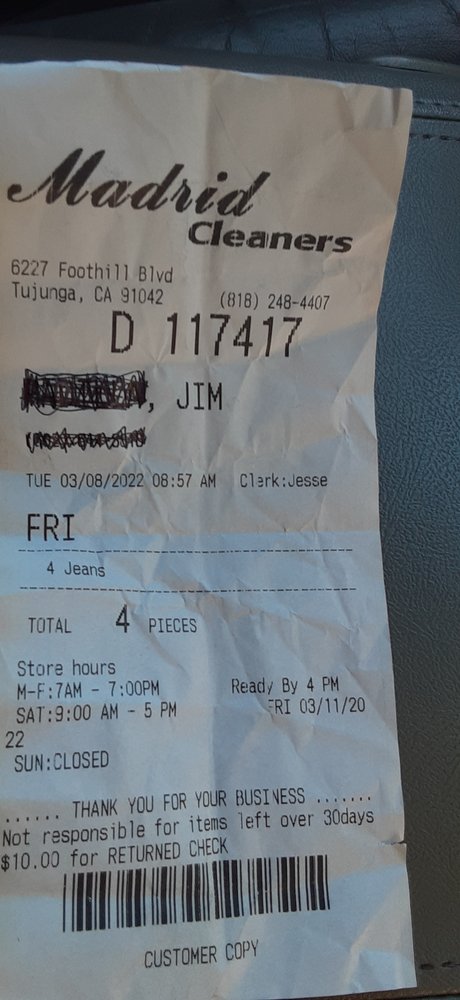 Madrid
Cleaners
6227 Foothill Blvd
Tujunga, CA 91042 (818) 248-4407
D 117417
, JIM
TUE 03/08/2022 08:57 AM Clerk:Jesse
FRI
4 Jeans
TOTAL 4 PIECES
Store hours
M-F:7AM - 7:00PM Ready By 4 PM
SAT:9:00 AM - 5 PM FRI 03/11/20
22
SUN:CLOSED
...... THANK YOU FOR YOUR BUSINESS .......
Not responsible for items left over 30days
$10.00 for RETURNED CHECK
CUSTOMER COPY